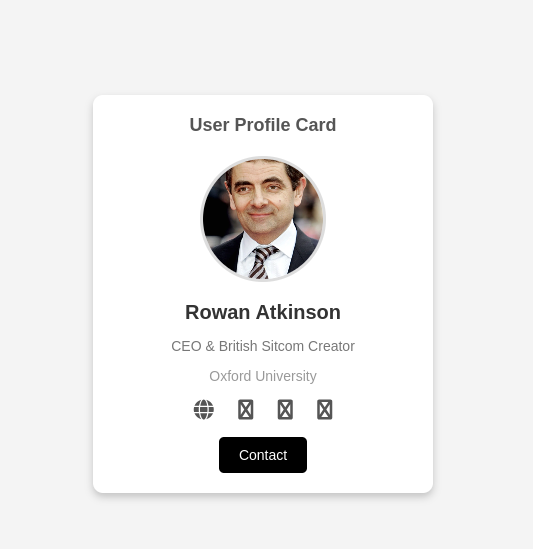 User Profile Card
Rowan Atkinson
CEO & British Sitcom Creator
Oxford University
Contact